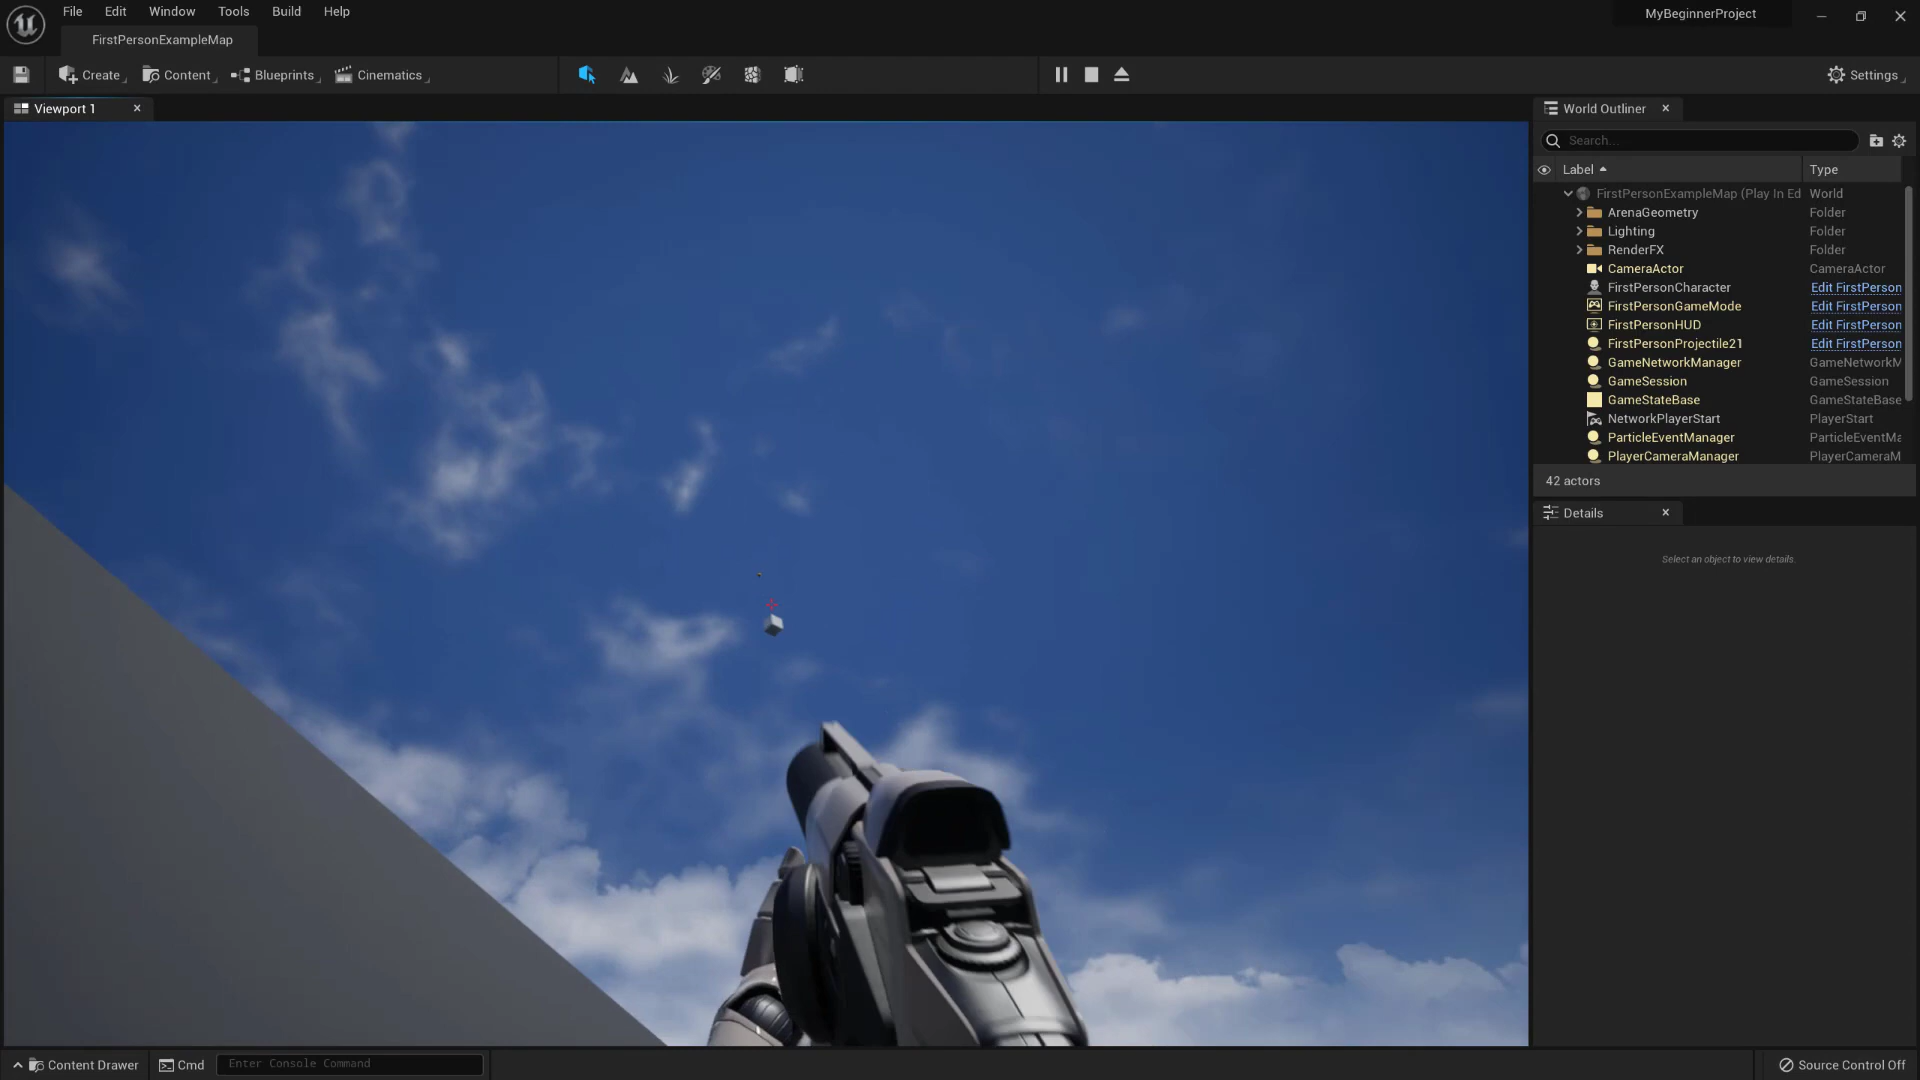 File Edit Window Tools Build Help
MyBeginnerProject
FirstPersonExampleMap
Create Content Blueprints Cinematics Settings
Viewport 1
World Outliner
Search...
Label Type
FirstPersonExampleMap (Play In Ed World
ArenaGeometry Folder
Lighting Folder
RenderFX Folder
CameraActor CameraActor
FirstPersonCharacter Edit FirstPerson
FirstPersonGameMode Edit FirstPerson
FirstPersonHUD Edit FirstPerson
FirstPersonProjectile21 Edit FirstPerson
GameNetworkManager GameNetworkM
GameSession GameSession
GameStateBase GameStateBase
NetworkPlayerStart PlayerStart
ParticleEventManager ParticleEventMa
PlayerCameraManager PlayerCameraM
42 actors
Details
Select an object to view details.
Content Drawer Cmd Enter Console Command Source Control Off